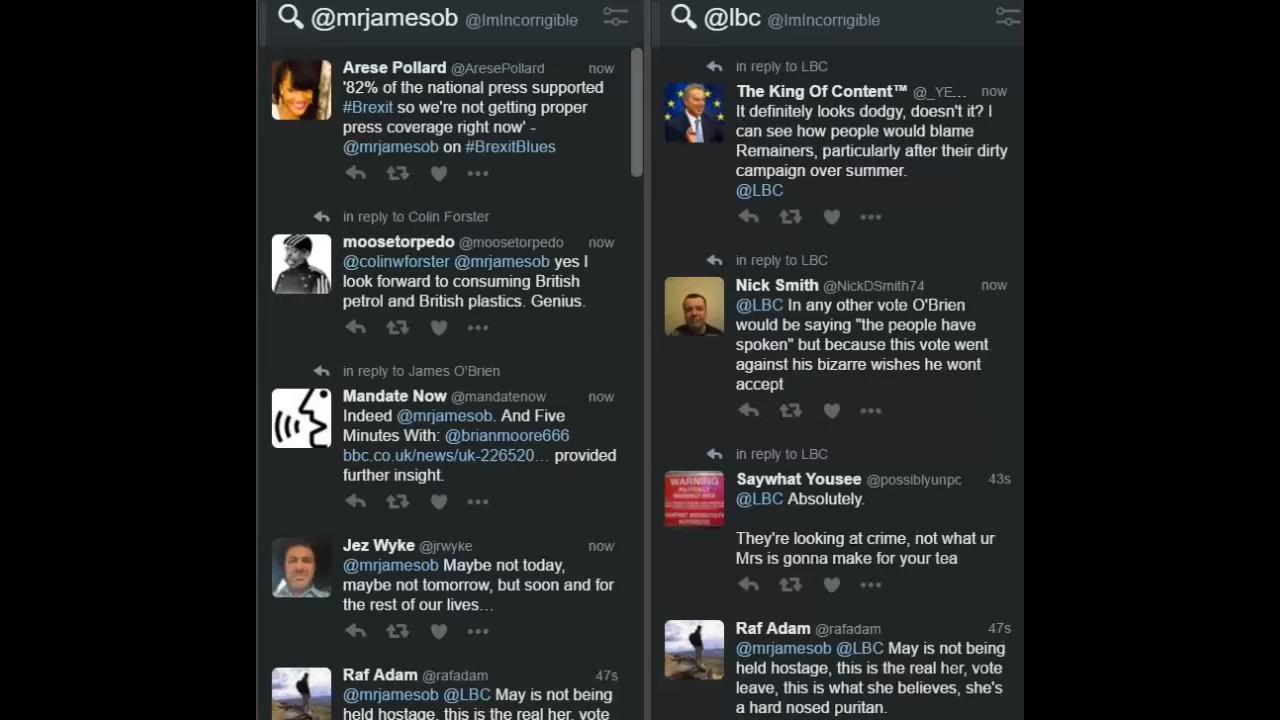 @mrjamesob @ImIncorrigible
Arese Pollard @AresePollard now
'82% of the national press supported
#Brexit so we're not getting proper
press coverage right now' -
@mrjamesob on #BrexitBlues
in reply to Colin Forster
moosetorpedo @moosetorpedo now
@colinwforster @mrjamesob yes I
look forward to consuming British
petrol and British plastics. Genius.
in reply to James O'Brien
Mandate Now @mandatenow now
Indeed @mrjamesob. And Five
Minutes With: @brianmoore666
bbc.co.uk/news/uk-226520… provided
further insight.
Jez Wyke @jrwyke now
@mrjamesob Maybe not today,
maybe not tomorrow, but soon and for
the rest of our lives…
Raf Adam @rafadam 47s
@mrjamesob @LBC May is not being
held hostage, this is the real her, vote
@lbc @ImIncorrigible
in reply to LBC
The King Of Content™ @_YE... now
It definitely looks dodgy, doesn't it? I
can see how people would blame
Remainers, particularly after their dirty
campaign over summer.
@LBC
in reply to LBC
Nick Smith @NickDSmith74 now
@LBC In any other vote O'Brien
would be saying "the people have
spoken" but because this vote went
against his bizarre wishes he wont
accept
in reply to LBC
Saywhat Yousee @possiblyunpc 43s
@LBC Absolutely.
They're looking at crime, not what ur
Mrs is gonna make for your tea
WARNING
Raf Adam @rafadam 47s
@mrjamesob @LBC May is not being
held hostage, this is the real her, vote
leave, this is what she believes, she's
a hard nosed puritan.